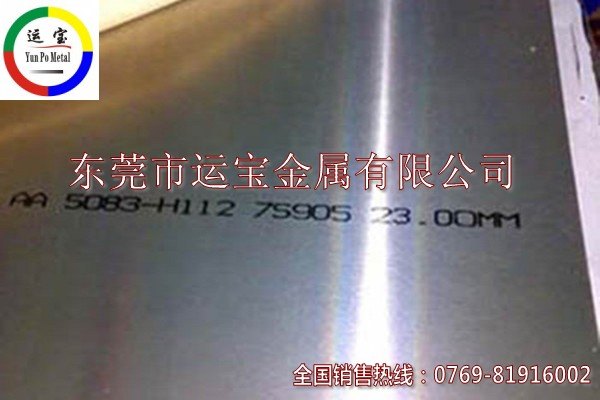 运 宝
Yun Po Metal
东莞市运宝金属有限公司
AA 5083-H112 75905 23.00MM
全国销售热线：0769-81916002